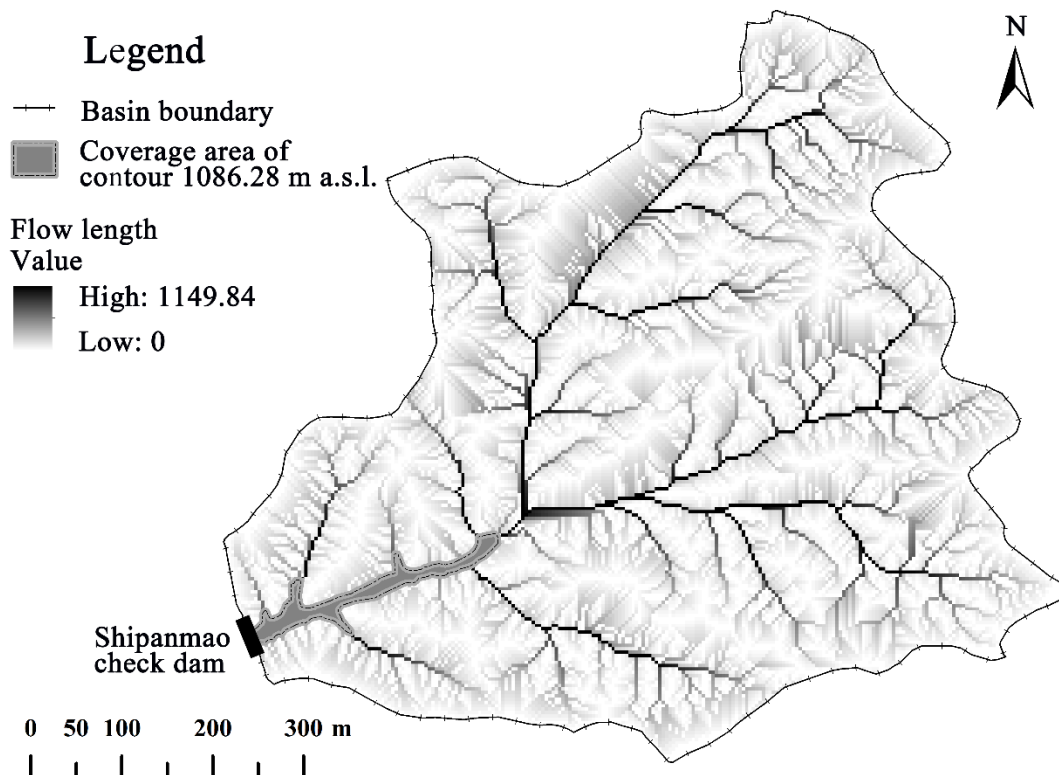 Legend
N
Basin boundary
Coverage area of
contour 1086.28 m a.s.l.
Flow length
Value
High: 1149.84
Low: 0
Shipanmao
check dam
0 50 100 200 300 m